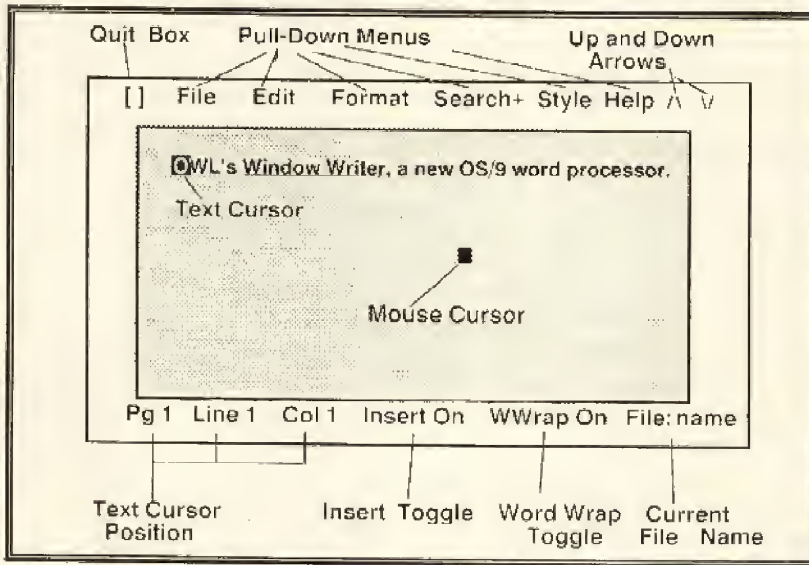 Quit Box Pull-Down Menus Up and Down
Arrows
[ ] File Edit Format Search+ Style Help /\ \/
OWL's Window Writer, a new OS/9 word processor.
Text Cursor
Mouse Cursor
Pg 1 Line 1 Col 1 Insert On WWrap On File: name
Text Cursor Insert Toggle Word Wrap Current
Position Toggle File Name